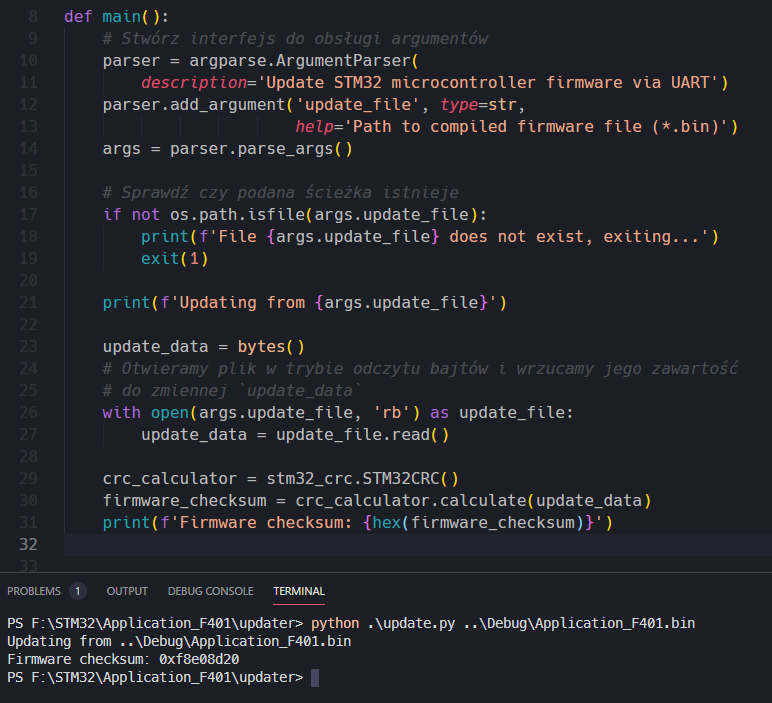 8 def main():
9 # Stwórz interfejs do obsługi argumentów
10 parser = argparse.ArgumentParser(
11 description='Update STM32 microcontroller firmware via UART')
12 parser.add_argument('update_file', type=str,
13 help='Path to compiled firmware file (*.bin)')
14 args = parser.parse_args()
15
16 # Sprawdź czy podana ścieżka istnieje
17 if not os.path.isfile(args.update_file):
18 print(f'File {args.update_file} does not exist, exiting...')
19 exit(1)
20
21 print(f'Updating from {args.update_file}')
22
23 update_data = bytes()
24 # Otwieramy plik w trybie odczytu bajtów i wrzucamy jego zawartość
25 # do zmiennej `update_data`
26 with open(args.update_file, 'rb') as update_file:
27 update_data = update_file.read()
28
29 crc_calculator = stm32_crc.STM32CRC()
30 firmware_checksum = crc_calculator.calculate(update_data)
31 print(f'Firmware checksum: {hex(firmware_checksum)}')
32
33
PROBLEMS 1 OUTPUT DEBUG CONSOLE TERMINAL
PS F:\STM32\Application_F401\updater> python .\update.py ..\Debug\Application_F401.bin
Updating from ..\Debug\Application_F401.bin
Firmware checksum: 0xf8e08d20
PS F:\STM32\Application_F401\updater>